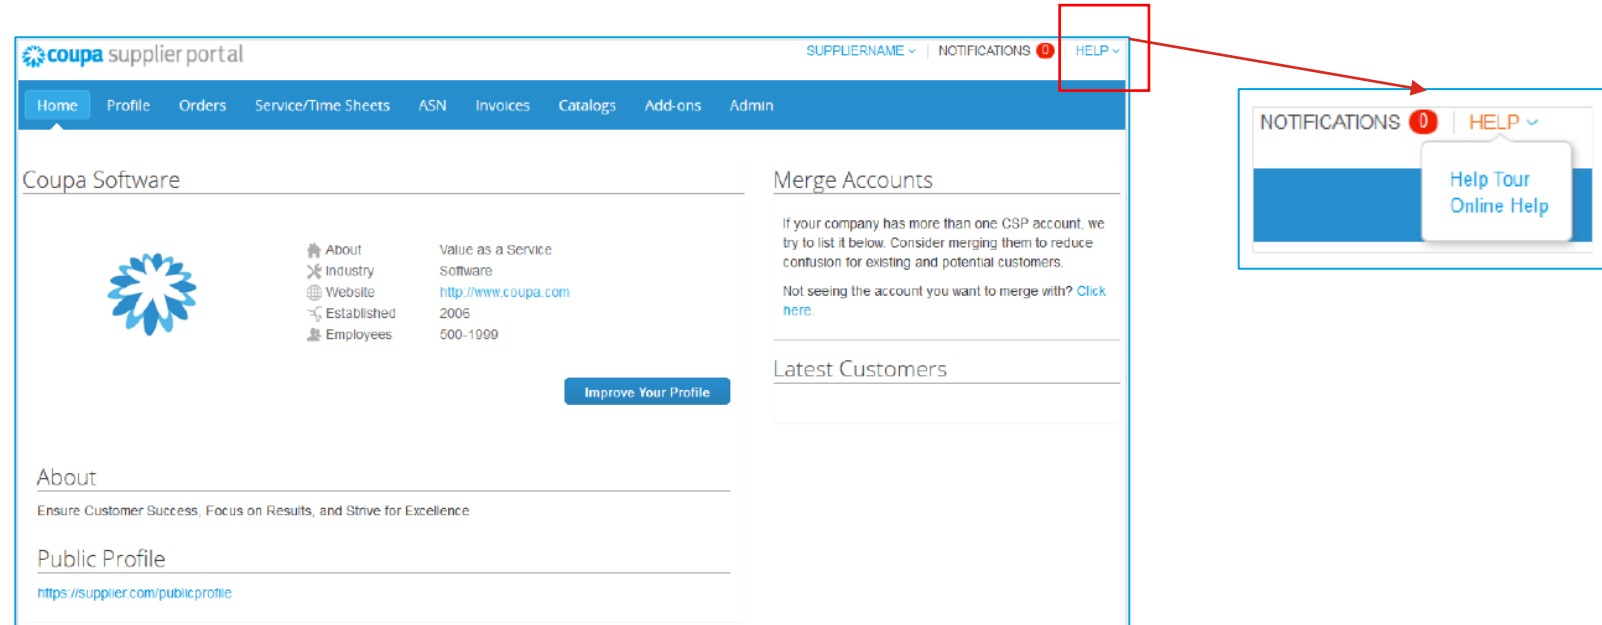 coupa supplier portal
SUPPLIERNAME
NOTIFICATIONS 0
HELP
Home Profile Orders Service/Time Sheets ASN Invoices Catalogs Add-ons Admin
Coupa Software
About Value as a Service
Industry Software
Website http://www.coupa.com
Established 2006
Employees 500-1999
Improve Your Profile
About
Ensure Customer Success, Focus on Results, and Strive for Excellence
Public Profile
https://supplier.com/publicprofile
Merge Accounts
If your company has more than one CSP account, we
try to list it below. Consider merging them to reduce
confusion for existing and potential customers.
Not seeing the account you want to merge with? Click
here.
Latest Customers
NOTIFICATIONS 0 HELP
Help Tour
Online Help